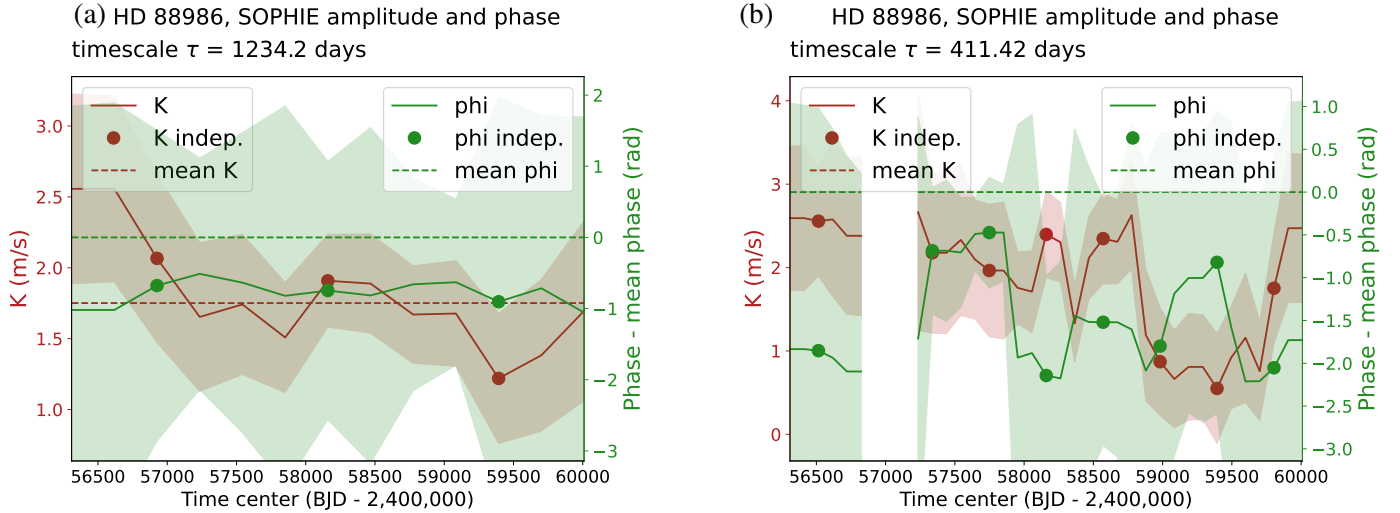 (a) HD 88986, SOPHIE amplitude and phase
timescale τ = 1234.2 days
K
K indep.
mean K
phi
phi indep.
mean phi
3.0
2.5
2.0
1.5
1.0
K (m/s)
2
1
0
−1
−2
−3
Phase - mean phase (rad)
56500 57000 57500 58000 58500 59000 59500 60000
Time center (BJD - 2,400,000)
(b) HD 88986, SOPHIE amplitude and phase
timescale τ = 411.42 days
K
K indep.
mean K
phi
phi indep.
mean phi
4
3
2
1
0
K (m/s)
1.0
0.5
0.0
−0.5
−1.0
−1.5
−2.0
−2.5
−3.0
Phase - mean phase (rad)
56500 57000 57500 58000 58500 59000 59500 60000
Time center (BJD - 2,400,000)